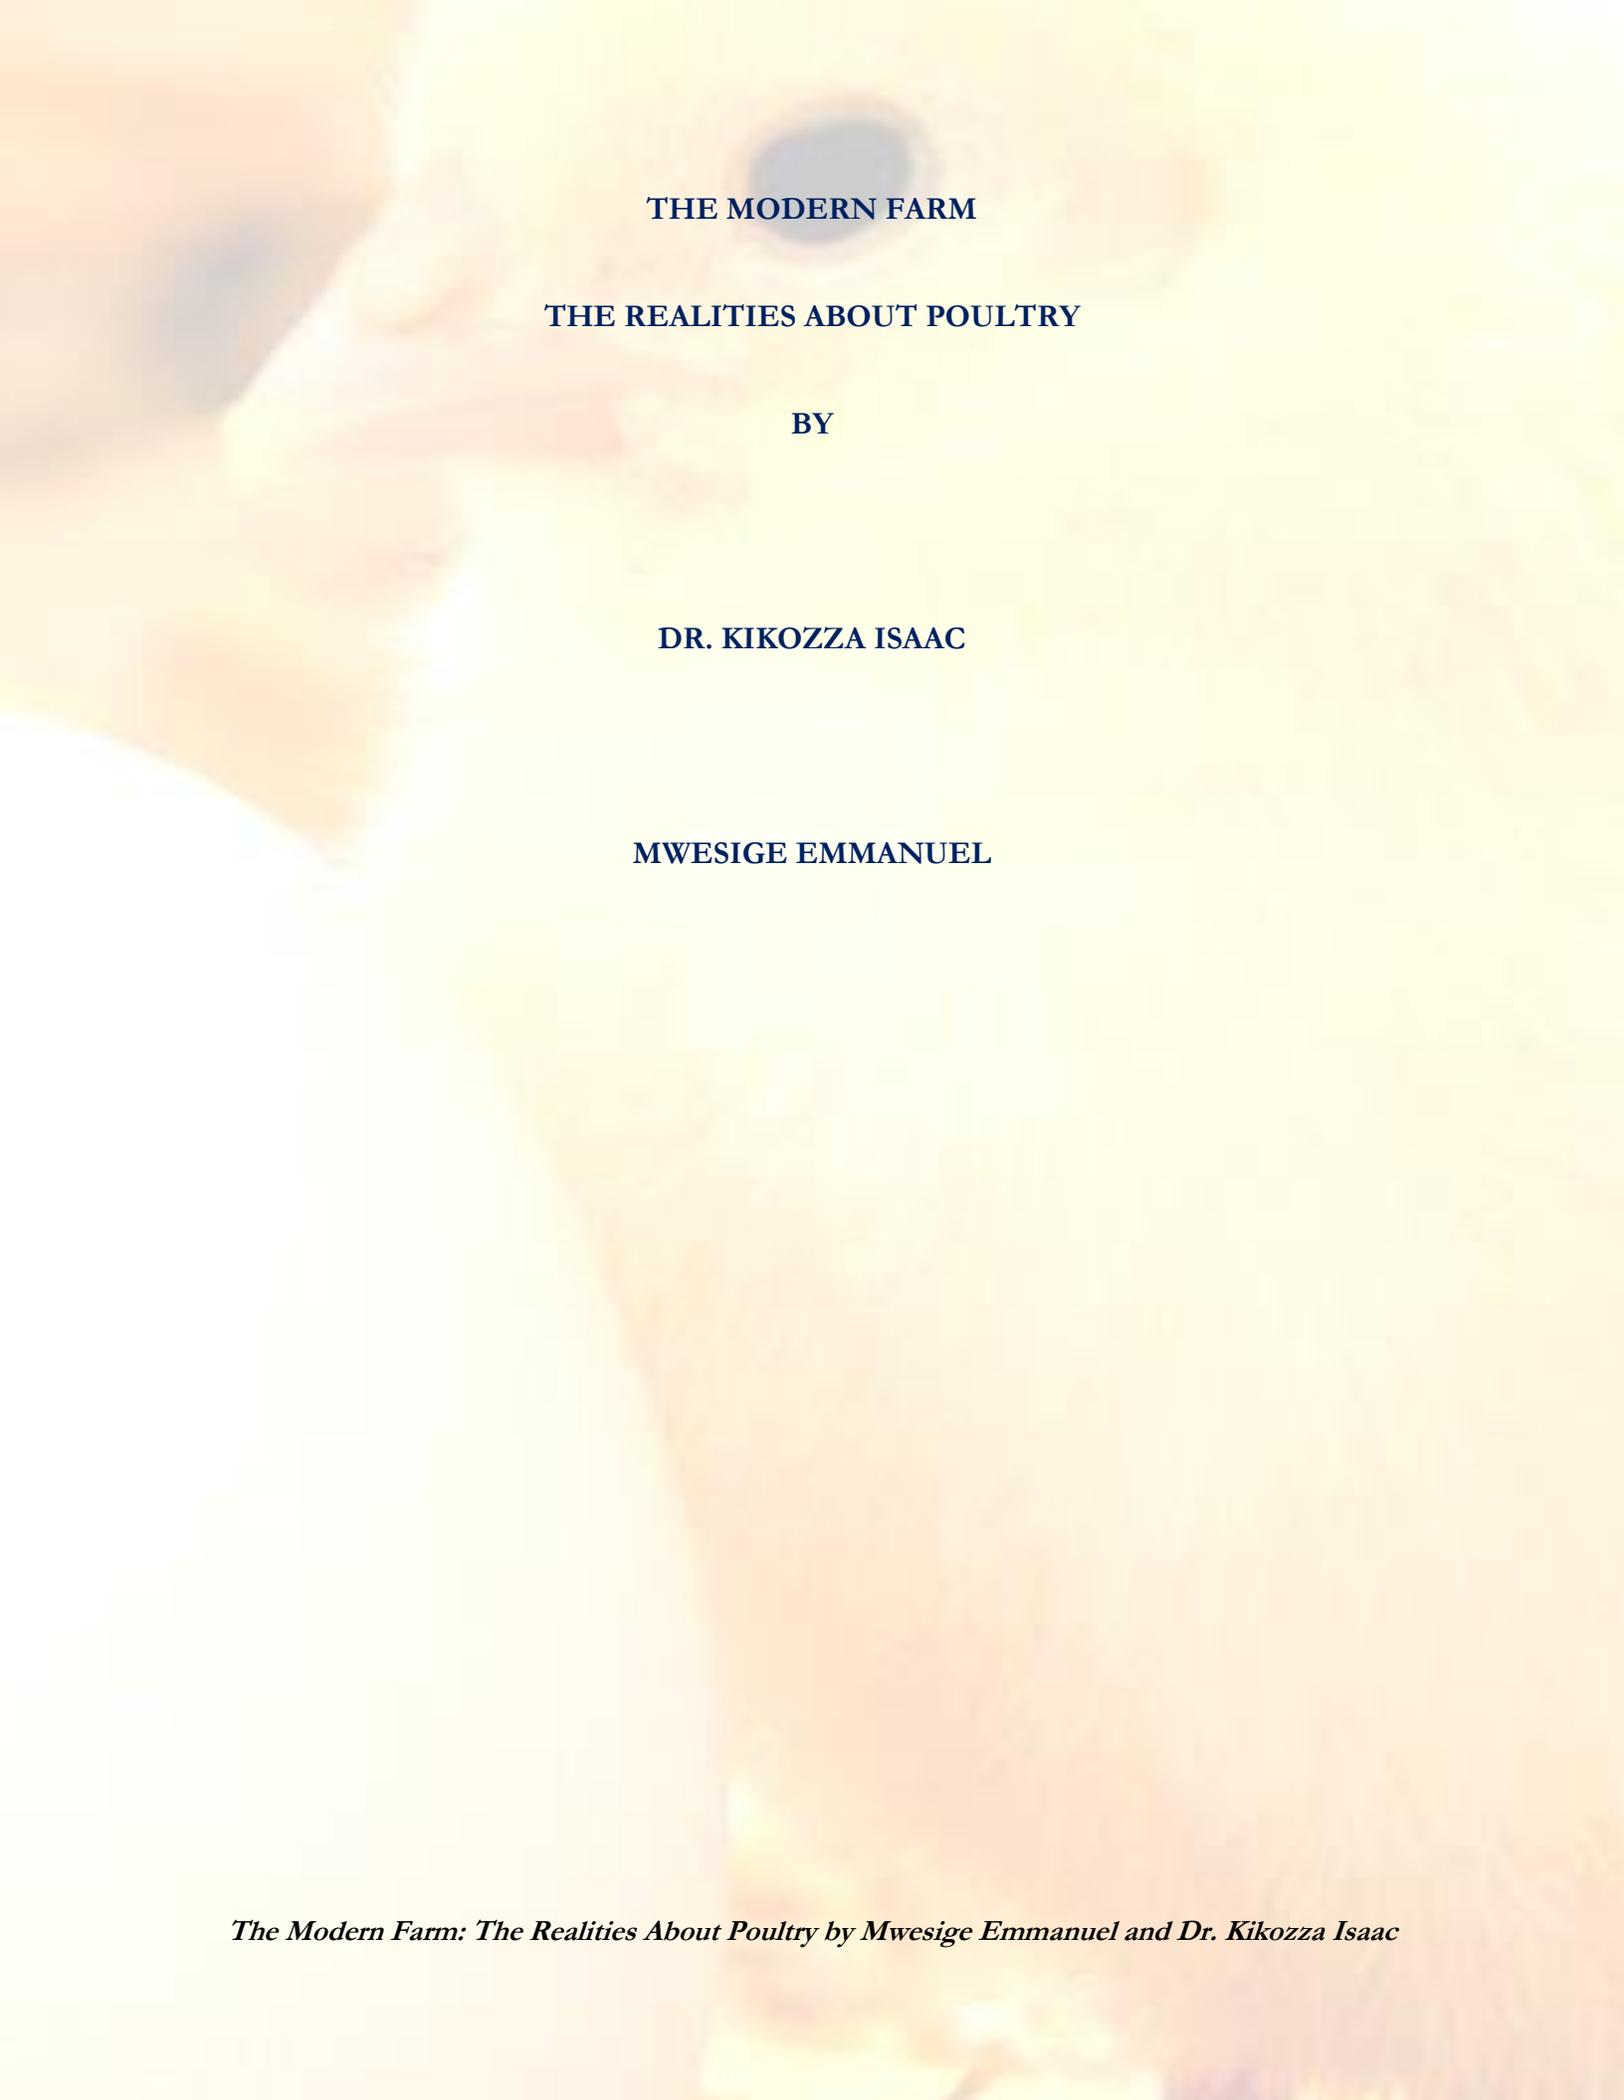 THE MODERN FARM
THE REALITIES ABOUT POULTRY
BY
DR. KIKOZZA ISAAC
MWESIGE EMMANUEL
The Modern Farm: The Realities About Poultry by Mwesige Emmanuel and Dr. Kikozza Isaac